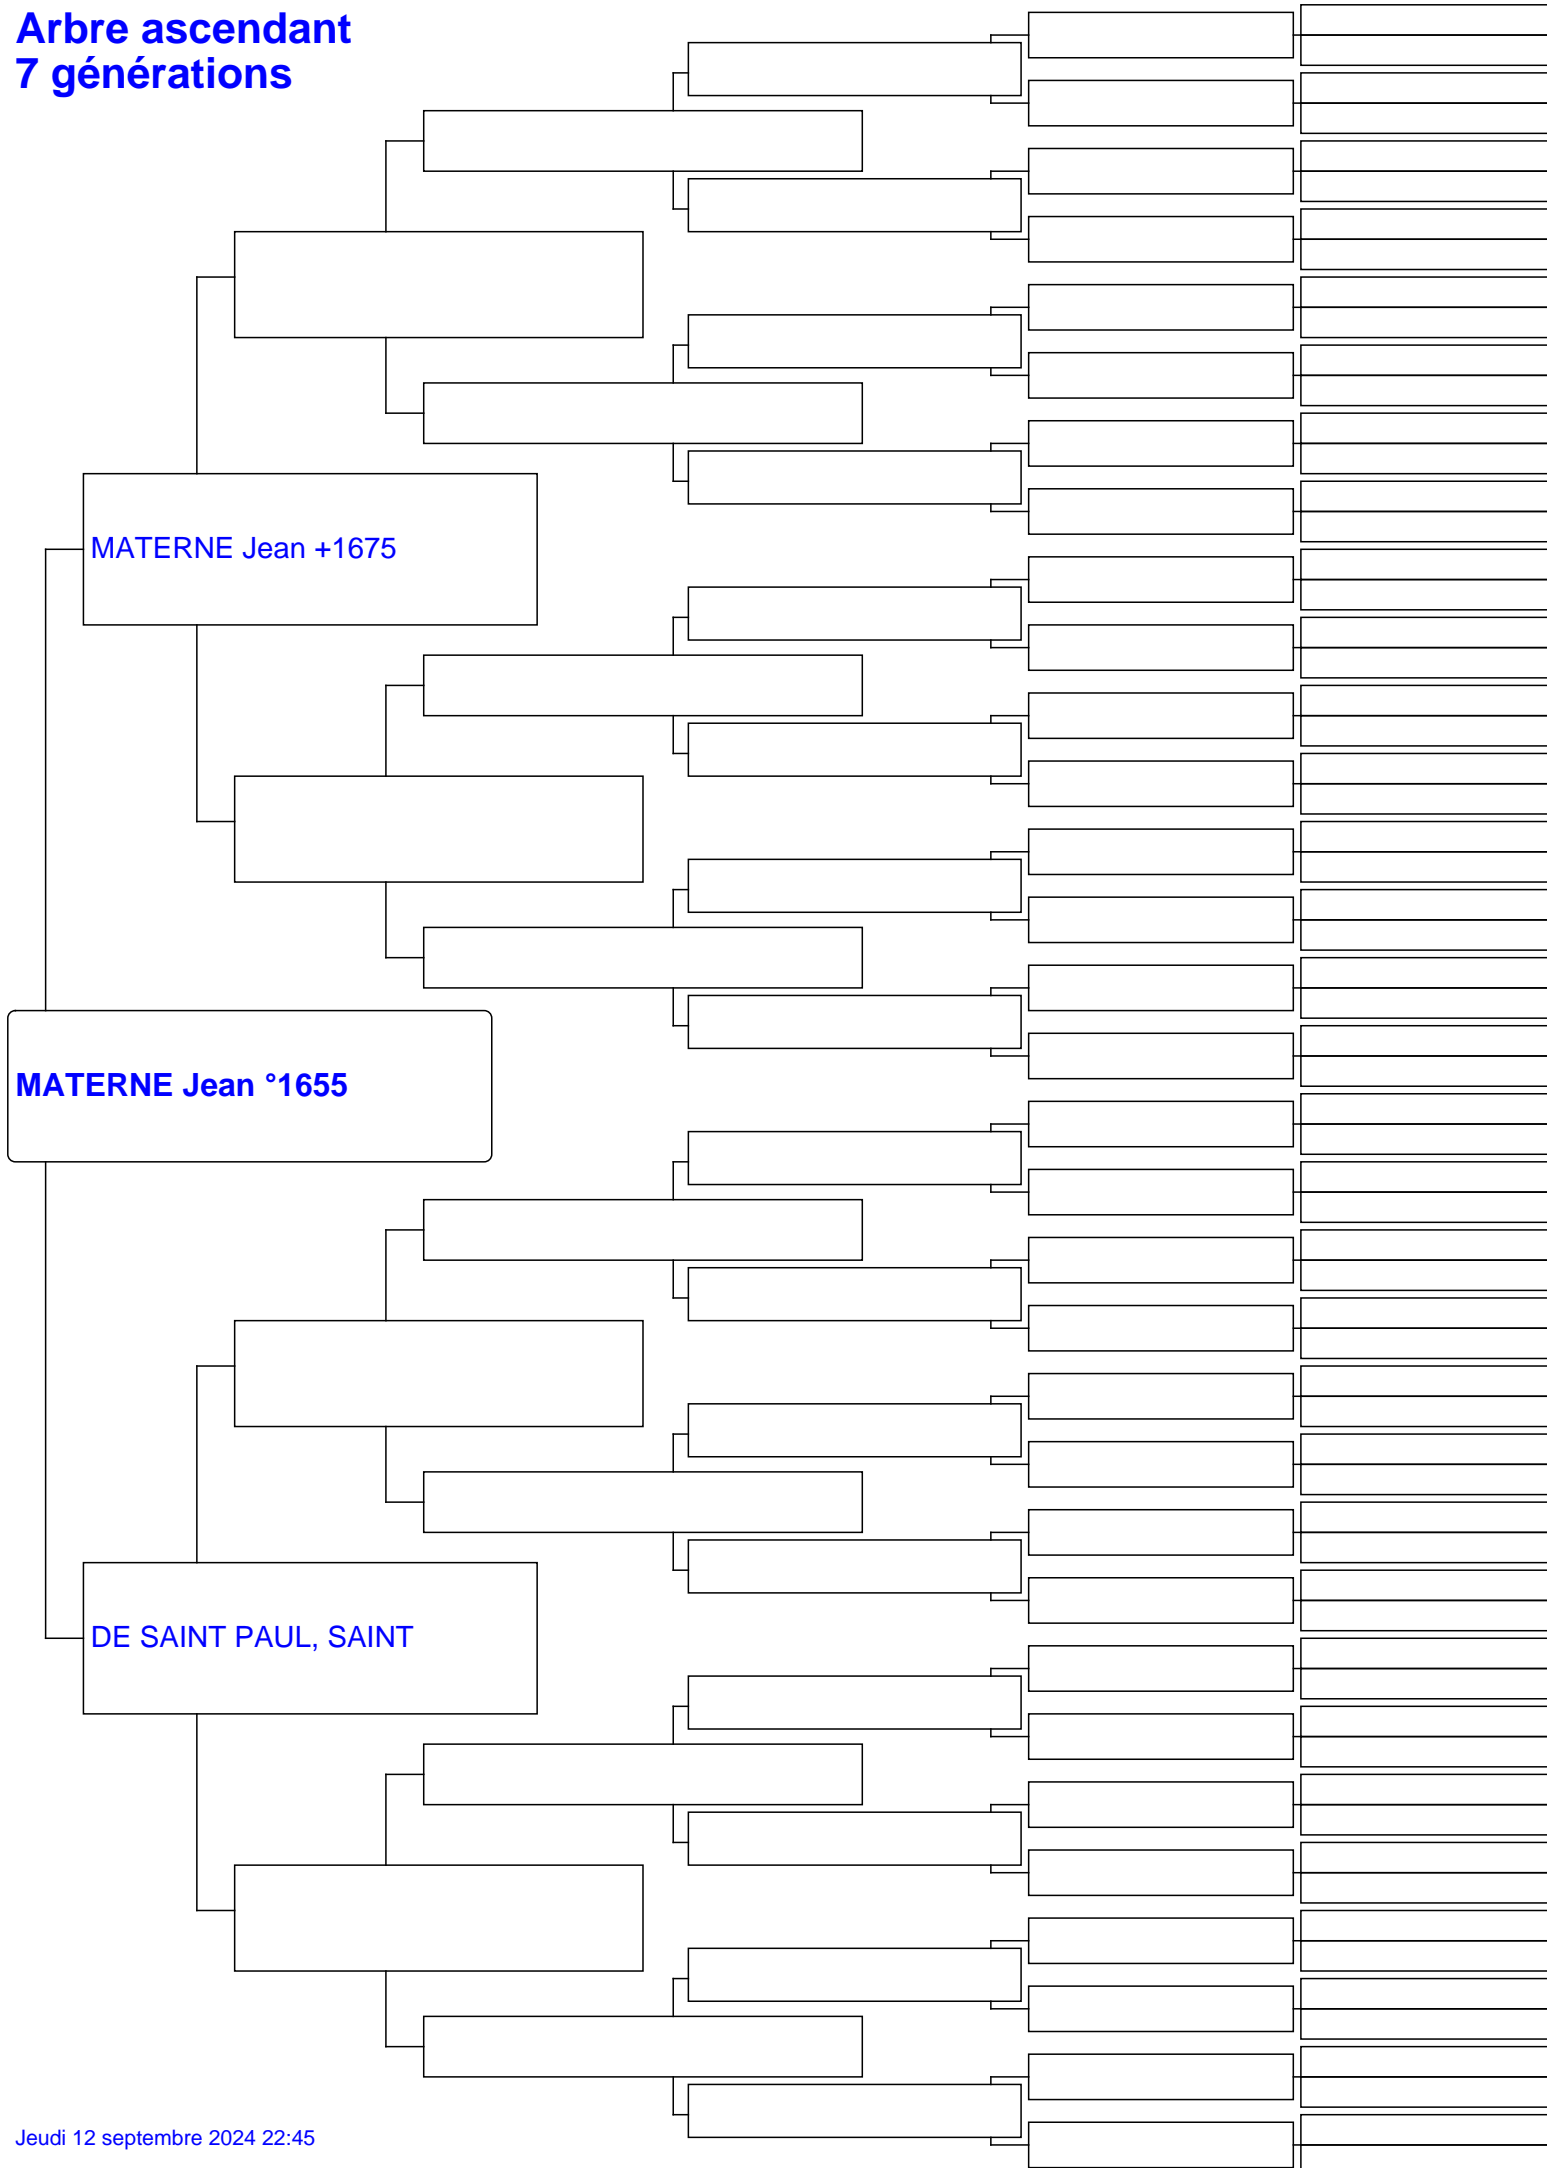 Arbre ascendant
7 générations
MATERNE Jean +1675
MATERNE Jean °1655
DE SAINT PAUL, SAINT
Jeudi 12 septembre 2024 22:45